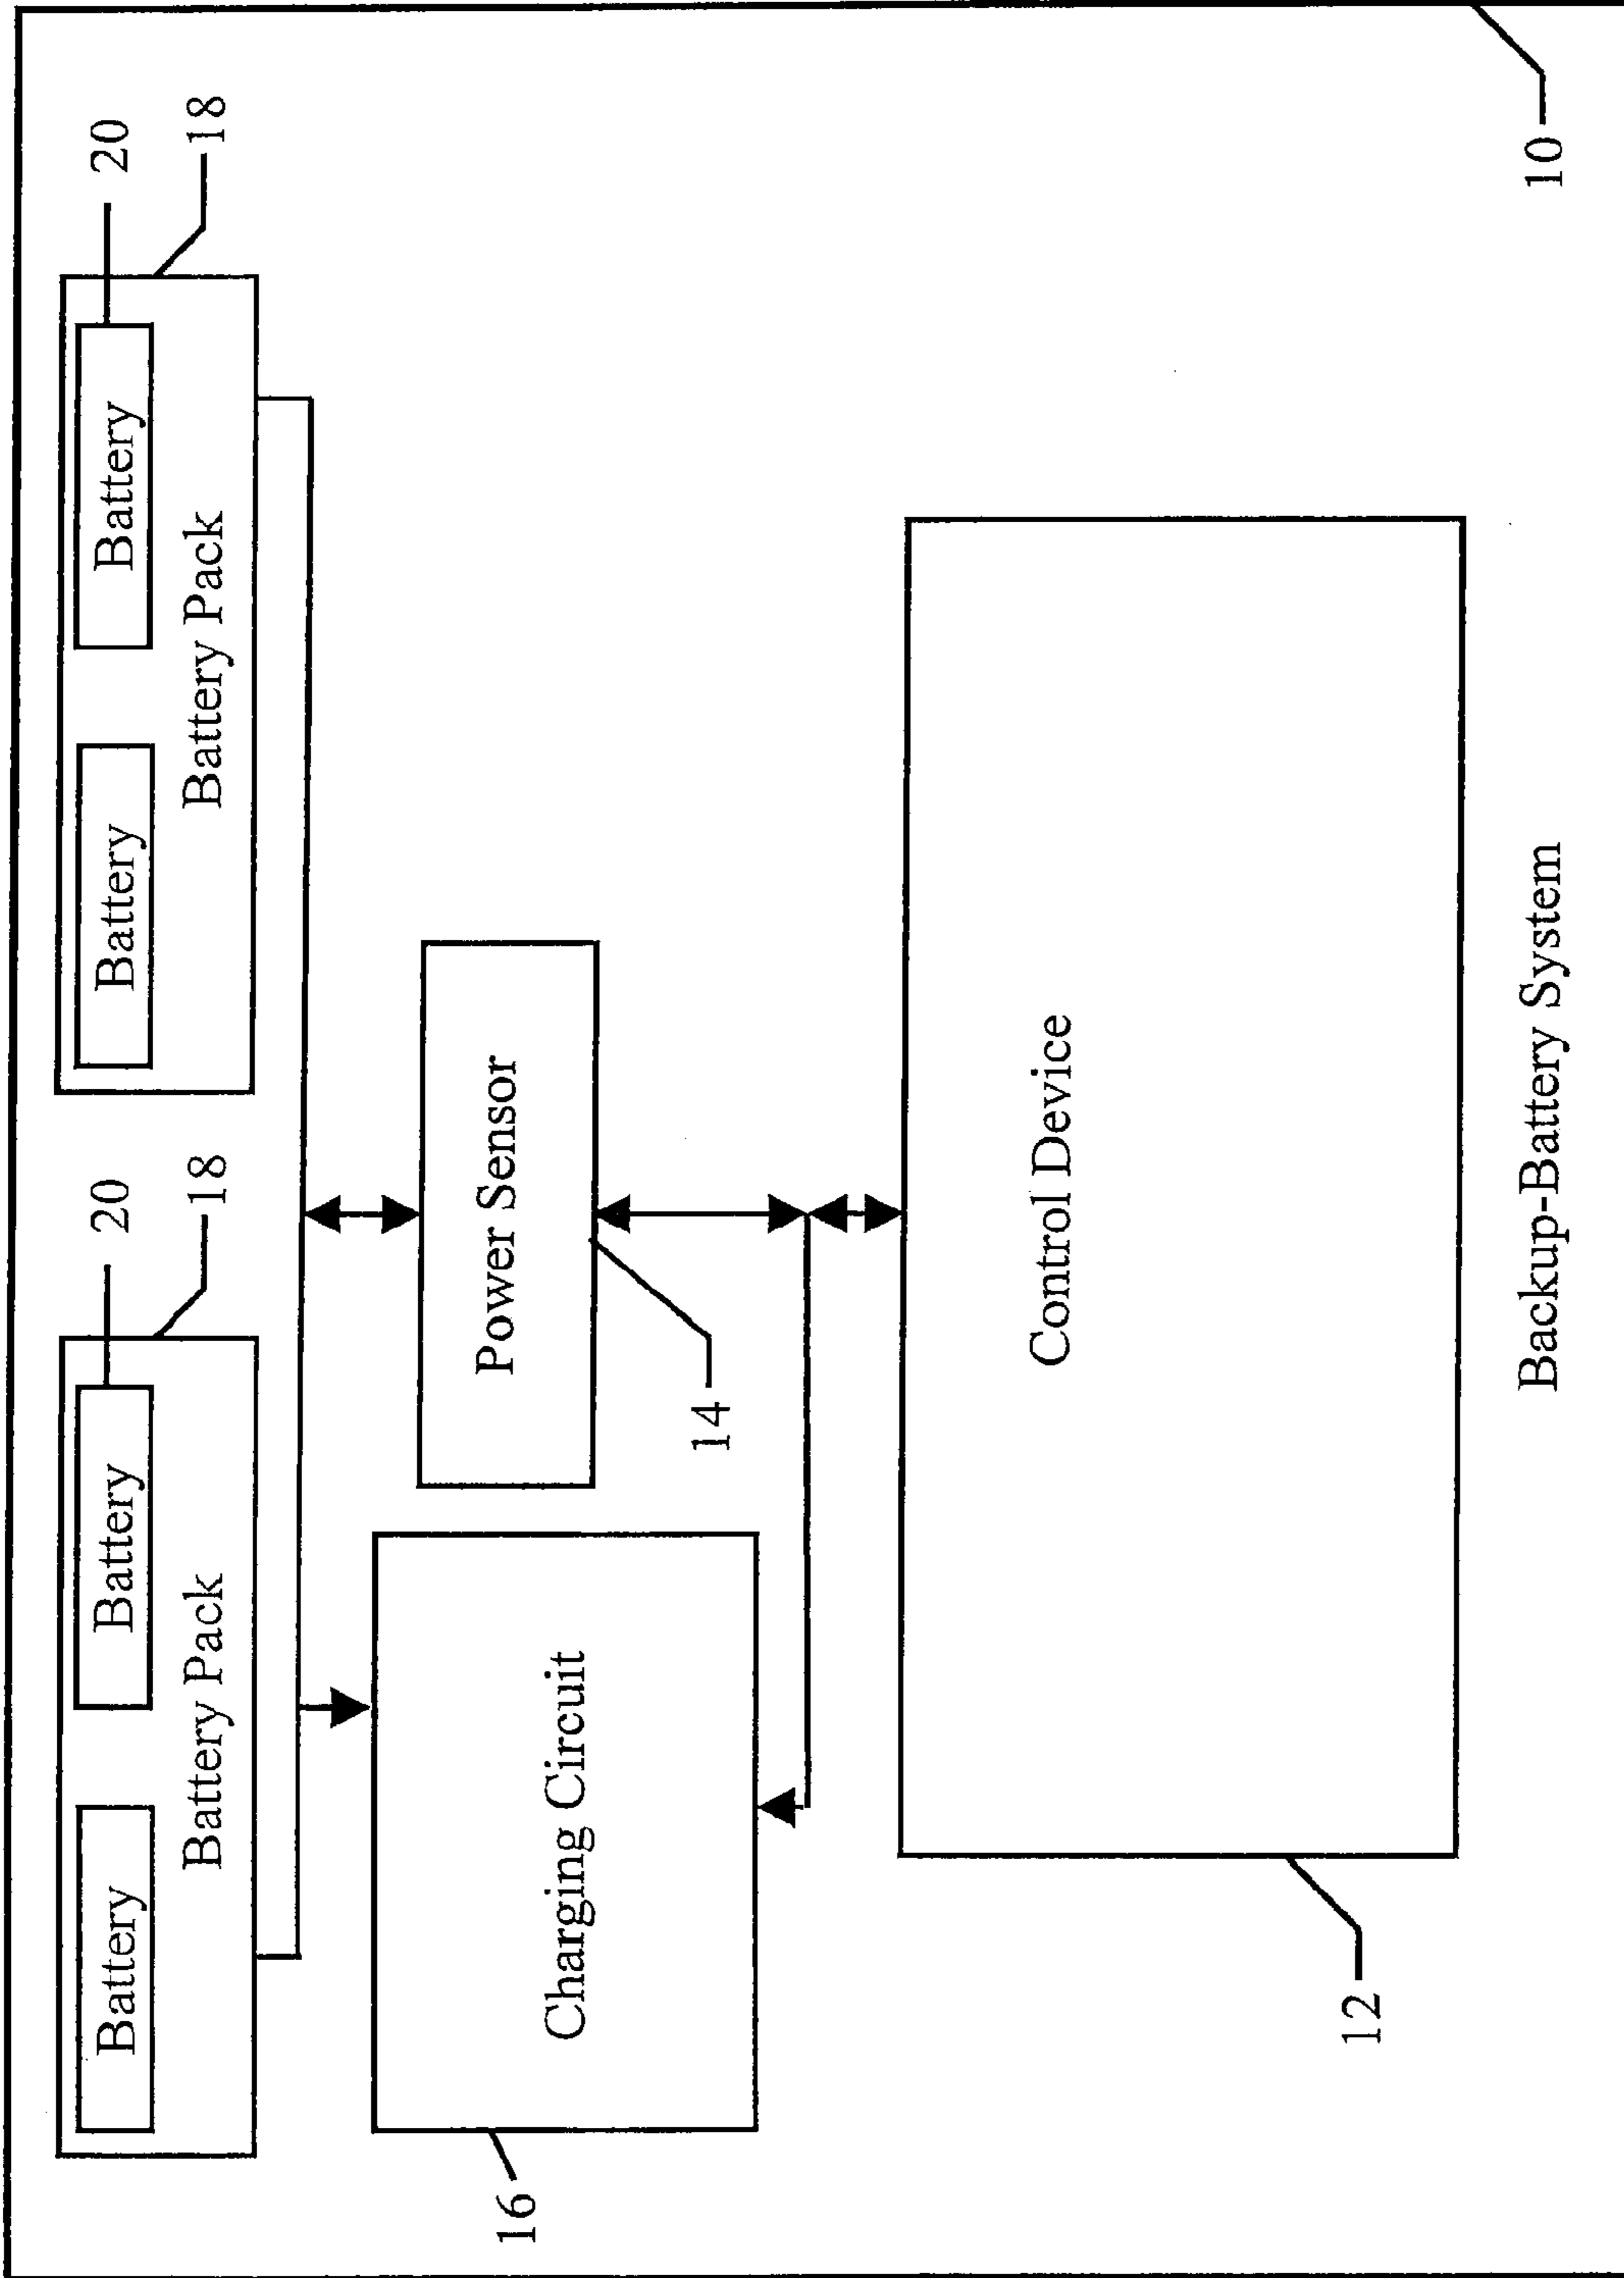 20
20
Battery
Battery
Battery
Battery
18
18
Battery Pack
Battery Pack
Power Sensor
16
Charging Circuit
14
Control Device
12
10
Backup-Battery System